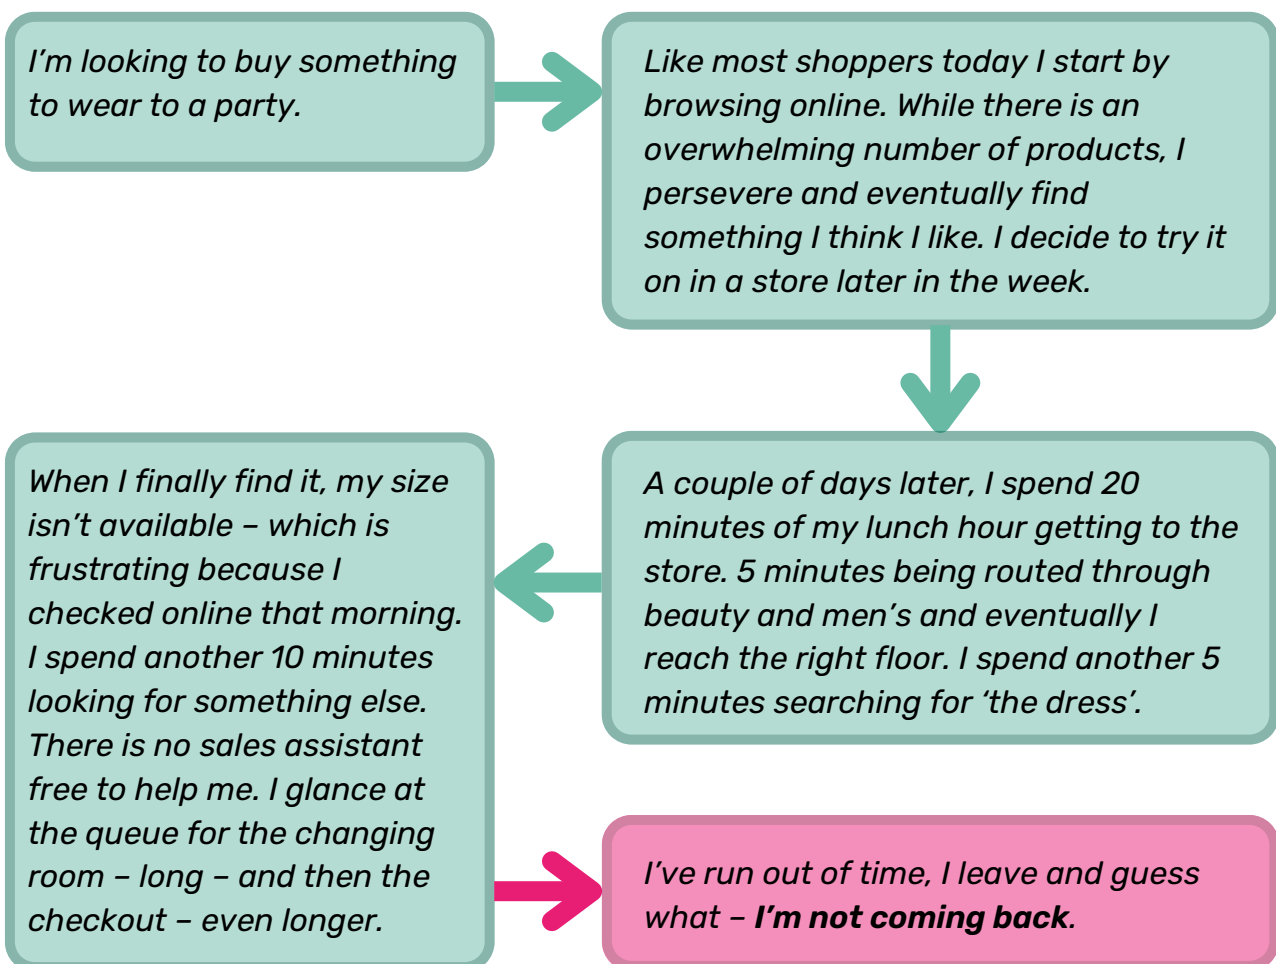 I'm looking to buy something
to wear to a party.
Like most shoppers today I start by
browsing online. While there is an
overwhelming number of products, I
persevere and eventually find
something I think I like. I decide to try it
on in a store later in the week.
A couple of days later, I spend 20
minutes of my lunch hour getting to the
store. 5 minutes being routed through
beauty and men's and eventually I
reach the right floor. I spend another 5
minutes searching for ‘the dress’.
When I finally find it, my size
isn't available – which is
frustrating because I
checked online that morning.
I spend another 10 minutes
looking for something else.
There is no sales assistant
free to help me. I glance at
the queue for the changing
room – long – and then the
checkout – even longer.
I've run out of time, I leave and guess
what – I'm not coming back.